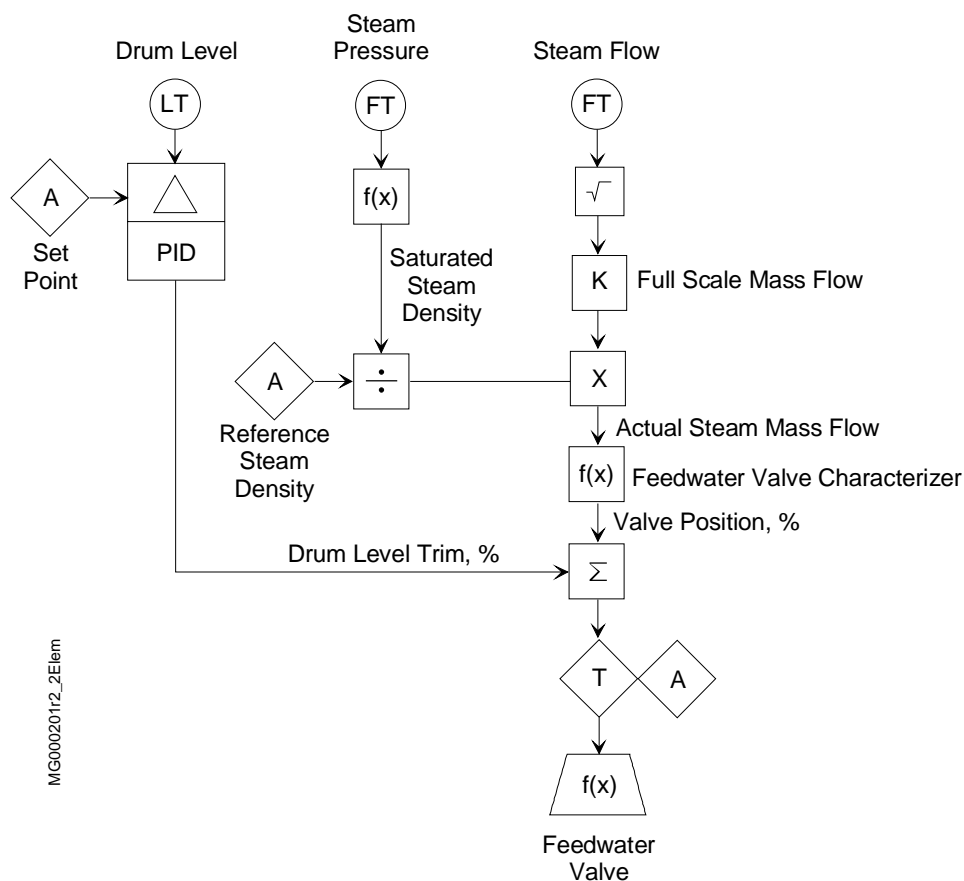 Drum Level
Steam
Pressure
Steam Flow
LT
FT
FT
A
Set
Point
△
PID
f(x)
√
Saturated
Steam
Density
K
Full Scale Mass Flow
A
Reference
Steam
Density
÷
X
Actual Steam Mass Flow
f(x)
Feedwater Valve Characterizer
Valve Position, %
Drum Level Trim, %
Σ
T
A
f(x)
Feedwater
Valve
MG000201r2_2Elem